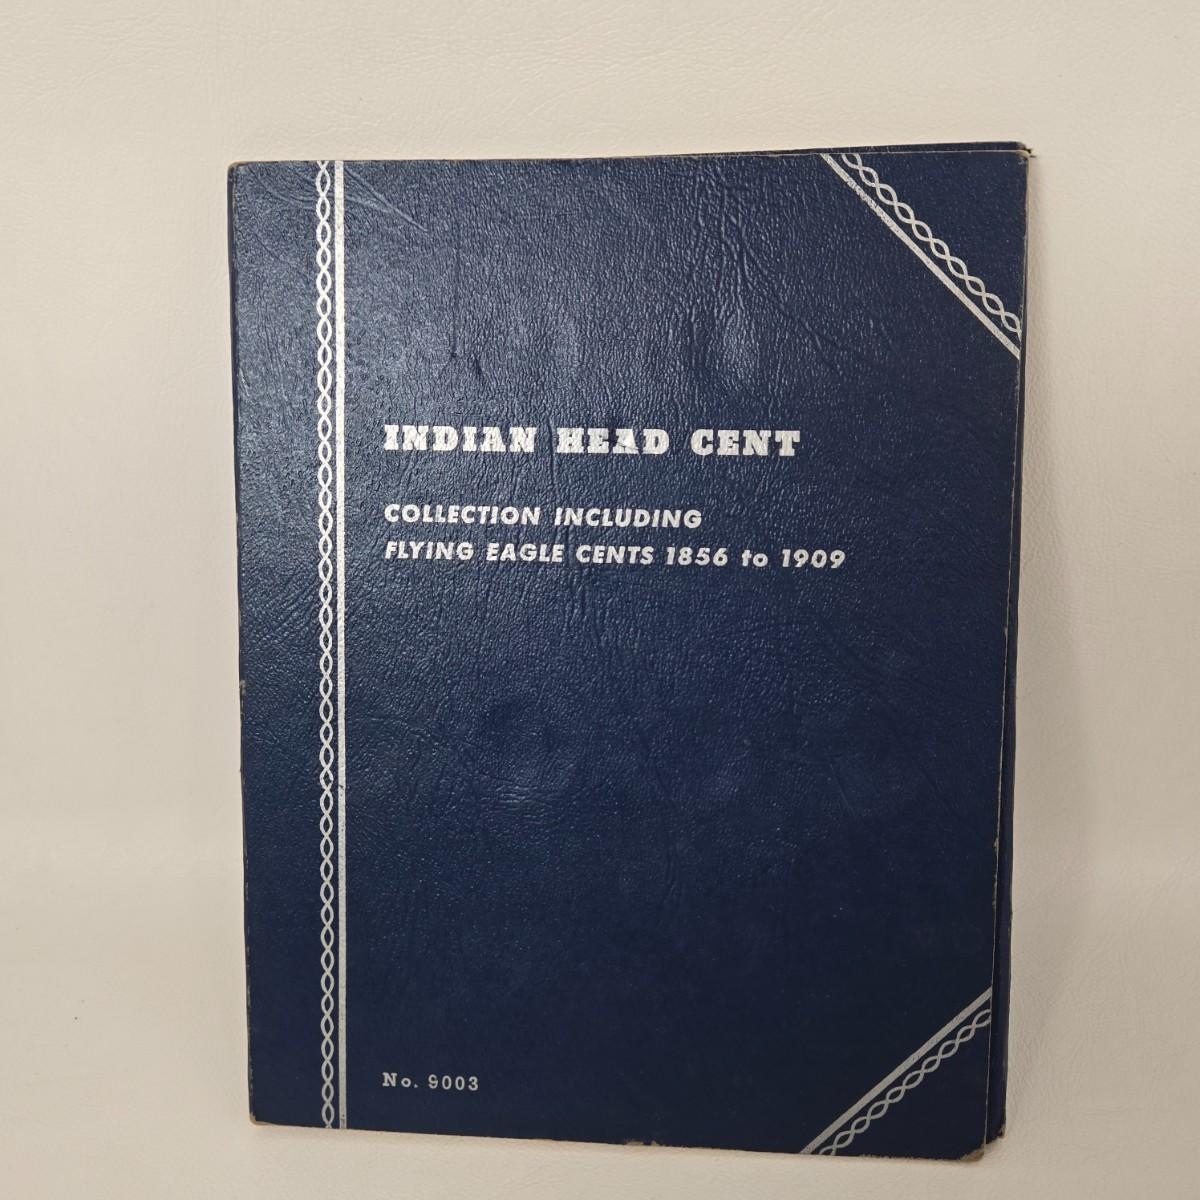 INDIAN HEAD CENT
COLLECTION INCLUDING
FLYING EAGLE CENTS 1856 to 1909
No. 9003